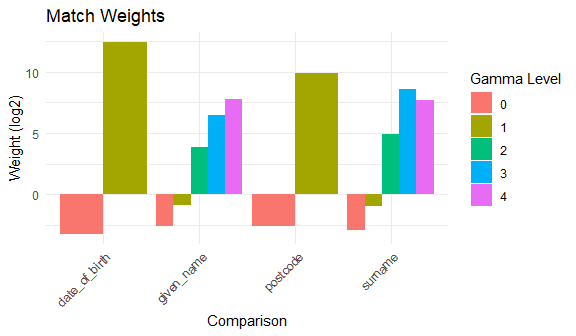 Match Weights
Weight (log2)
10
5
0
date_of_birth
given_name
postcode
surname
Comparison
Gamma Level
0
1
2
3
4